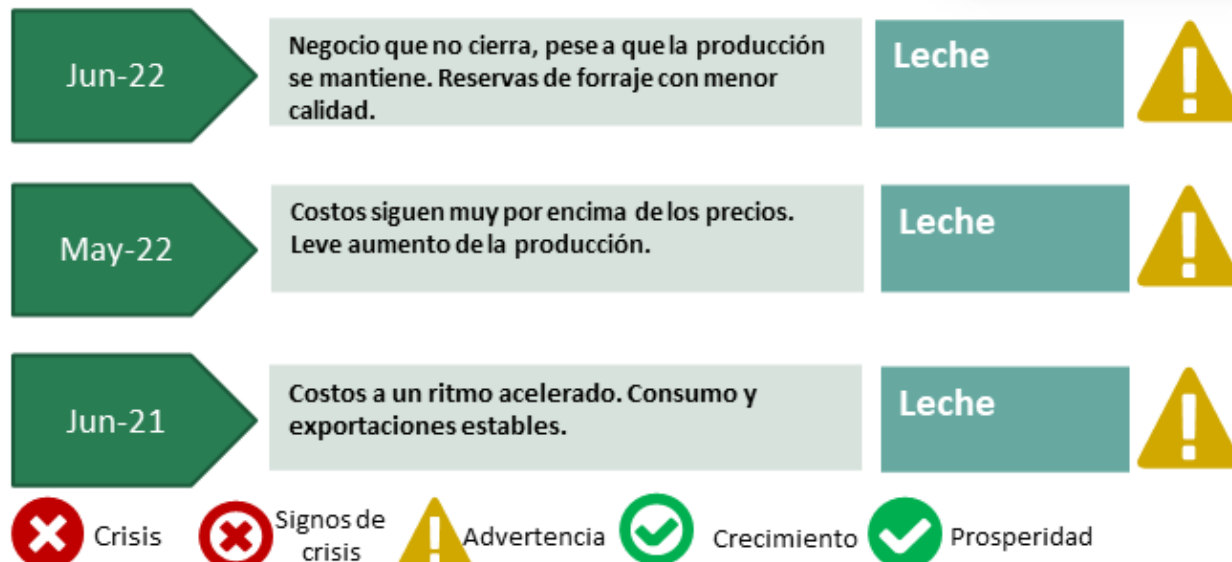 Jun-22
Negocio que no cierra, pese a que la producción
se mantiene. Reservas de forraje con menor
calidad.
Leche
May-22
Costos siguen muy por encima de los precios.
Leve aumento de la producción.
Leche
Jun-21
Costos a un ritmo acelerado. Consumo y
exportaciones estables.
Leche
Crisis
Signos de
crisis
Advertencia
Crecimiento
Prosperidad